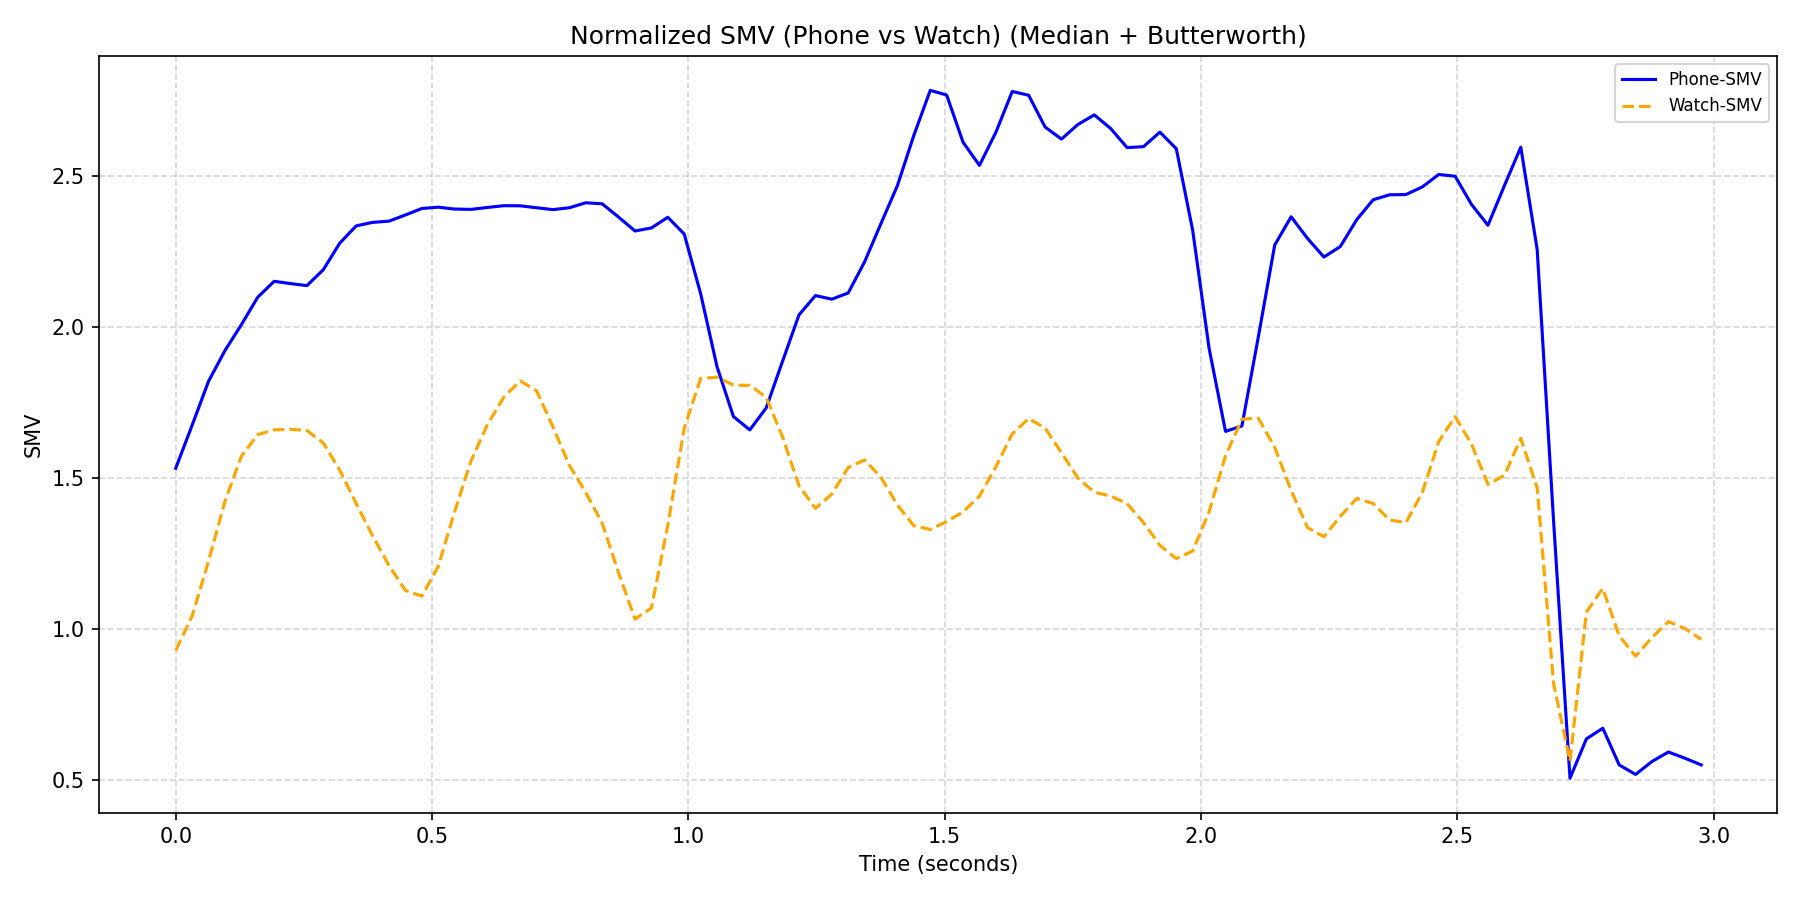 Normalized SMV (Phone vs Watch) (Median + Butterworth)
Phone-SMV
Watch-SMV
SMV
2.5
2.0
1.5
1.0
0.5
0.0 0.5 1.0 1.5 2.0 2.5 3.0
Time (seconds)